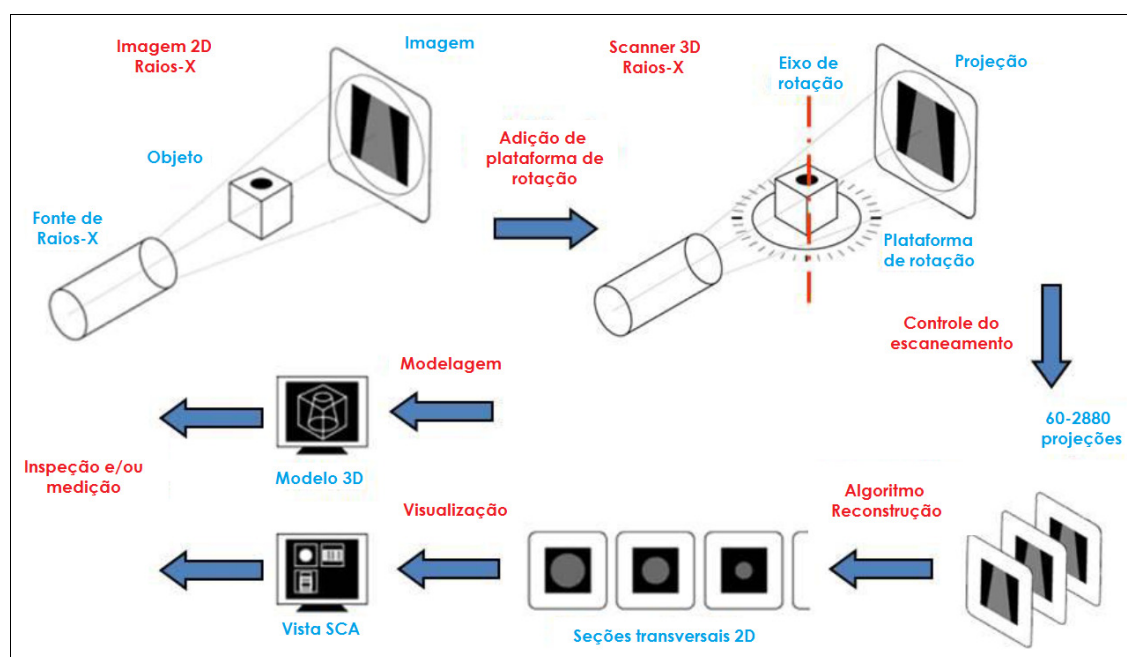 Imagem 2D
Raios-X
Imagem
Objeto
Fonte de
Raios-X
Adição de
plataforma de
rotação
Scanner 3D
Raios-X
Eixo de
rotação
Projeção
Plataforma
de rotação
Controle do
escaneamento
60-2880
projeções
Algoritmo
Reconstrução
Seções transversais 2D
Modelagem
Modelo 3D
Visualização
Vista SCA
Inspeção e/ou
medição